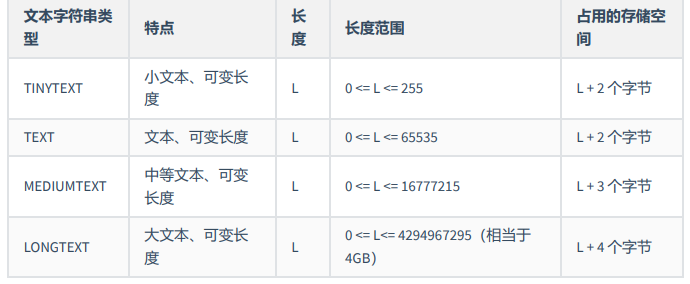 文本字符串类型 特点 长度 长度范围 占用的存储空间
TINYTEXT 小文本、可变长度 L 0 <= L <= 255 L + 2 个字节
TEXT 文本、可变长度 L 0 <= L <= 65535 L + 2 个字节
MEDIUMTEXT 中等文本、可变长度 L 0 <= L <= 16777215 L + 3 个字节
LONGTEXT 大文本、可变长度 L 0 <= L<= 4294967295（相当于4GB） L + 4 个字节